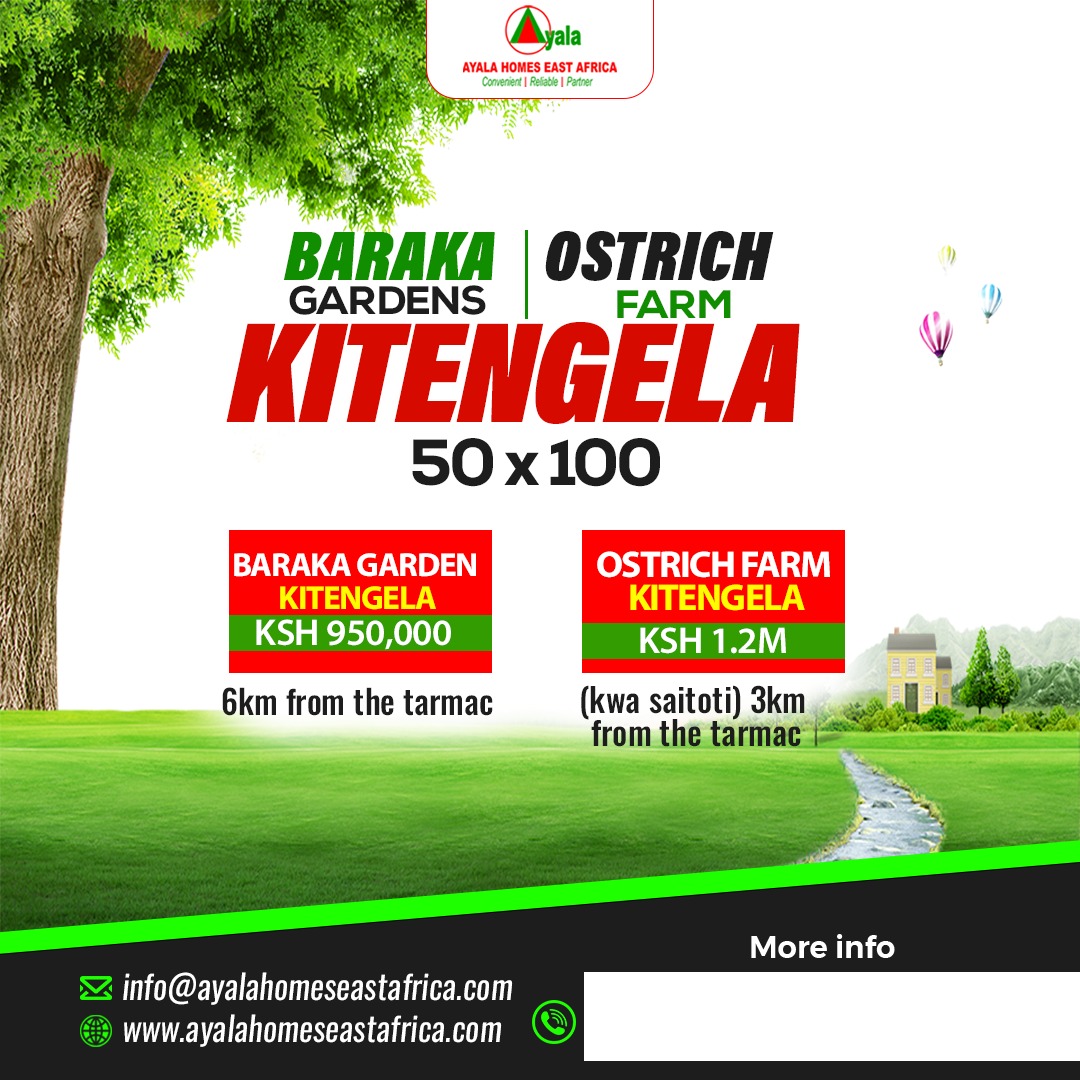 Ayala
AYALA HOMES EAST AFRICA
Convenient | Reliable | Partner
BARAKA
GARDENS
OSTRICH
FARM
KITENGELA
50 x 100
BARAKA GARDEN
KITENGELA
KSH 950,000
6km from the tarmac
OSTRICH FARM
KITENGELA
KSH 1.2M
(kwa saitoti) 3km
from the tarmac
More info
info@ayalahomeseastafrica.com
www.ayalahomeseastafrica.com